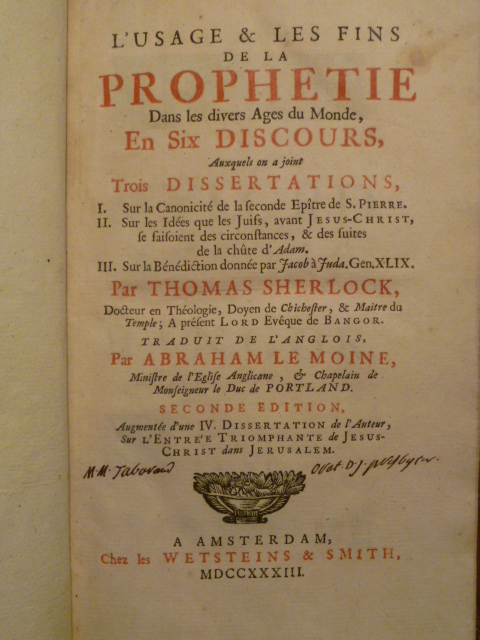 L'USAGE & LES FINS
DE LA
PROPHETIE
Dans les divers Ages du Monde,
En Six DISCOURS,
Auxquels on a joint
Trois DISSERTATIONS,
I. Sur la Canonicité de la seconde Epître de S. PIERRE.
II. Sur les Idées que les Juifs, avant JESUS-CHRIST,
se faisoient des circonstances, & des suites
de la chûte d'Adam.
III. Sur la Bénédiction donnée par Jacob à Juda. Gen. XLIX.
Par THOMAS SHERLOCK,
Docteur en Théologie, Doyen de Chichester, & Maitre du
Temple; A présent LORD Evêque de BANGOR.
TRADUIT DE L'ANGLOIS,
Par ABRAHAM LE MOINE,
Ministre de l'Eglise Anglicane, & Chapelain de
Monseigneur le Duc de PORTLAND.
SECONDE EDITION,
Augmentée d'une IV. DISSERTATION de l'Auteur,
Sur L'ENTRE'E TRIOMPHANTE DE JESUS-
CHRIST dans JERUSALEM.
A AMSTERDAM,
Chez les WETSTEINS & SMITH,
MDCCXXXIII.